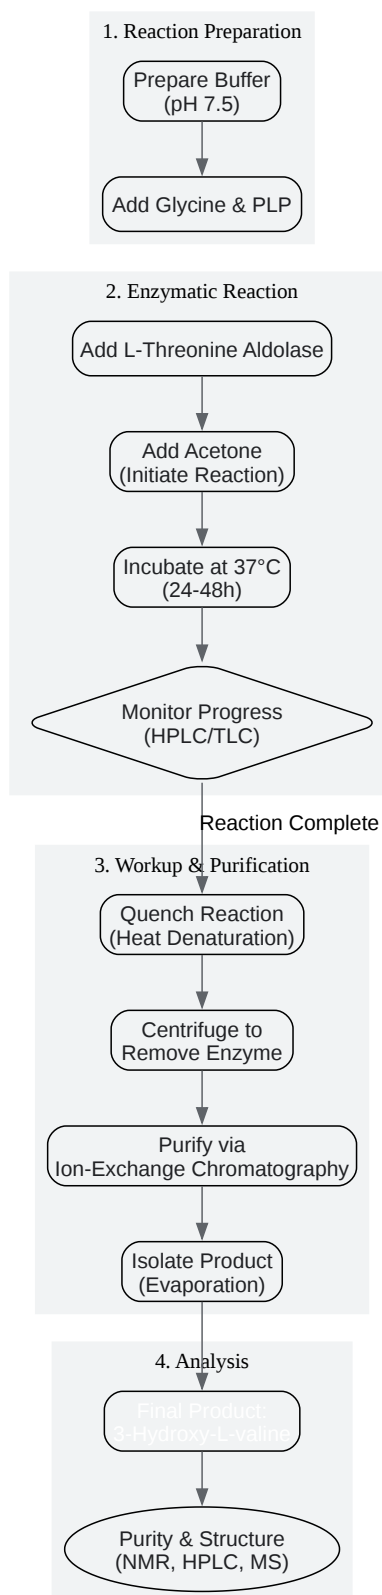 1. Reaction Preparation
Prepare Buffer
(pH 7.5)
Add Glycine & PLP
2. Enzymatic Reaction
Add L-Threonine Aldolase
Add Acetone
(Initiate Reaction)
Incubate at 37°C
(24-48h)
Monitor Progress
(HPLC/TLC)
Reaction Complete
3. Workup & Purification
Quench Reaction
(Heat Denaturation)
Centrifuge to
Remove Enzyme
Purify via
Ion-Exchange Chromatography
Isolate Product
(Evaporation)
4. Analysis
Final Product:
3-Hydroxy-L-valine
Purity & Structure
(NMR, HPLC, MS)